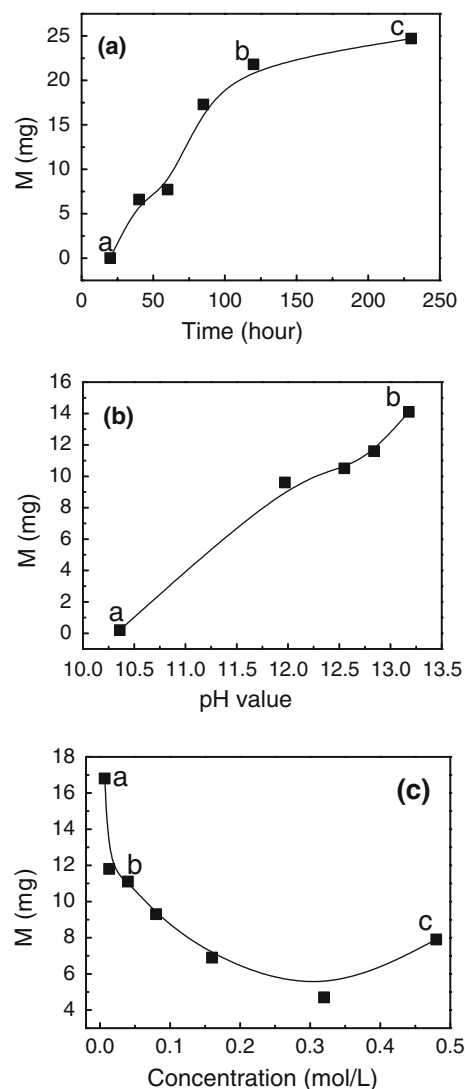 (a)
25
20
15
10
5
0
M (mg)
a
b
c
0 50 100 150 200 250
Time (hour)
(b)
16
14
12
10
8
6
4
2
0
M (mg)
a
b
10.0 10.5 11.0 11.5 12.0 12.5 13.0 13.5
pH value
(c)
18
16
14
12
10
8
6
4
M (mg)
a
b
c
0.0 0.1 0.2 0.3 0.4 0.5
Concentration (mol/L)